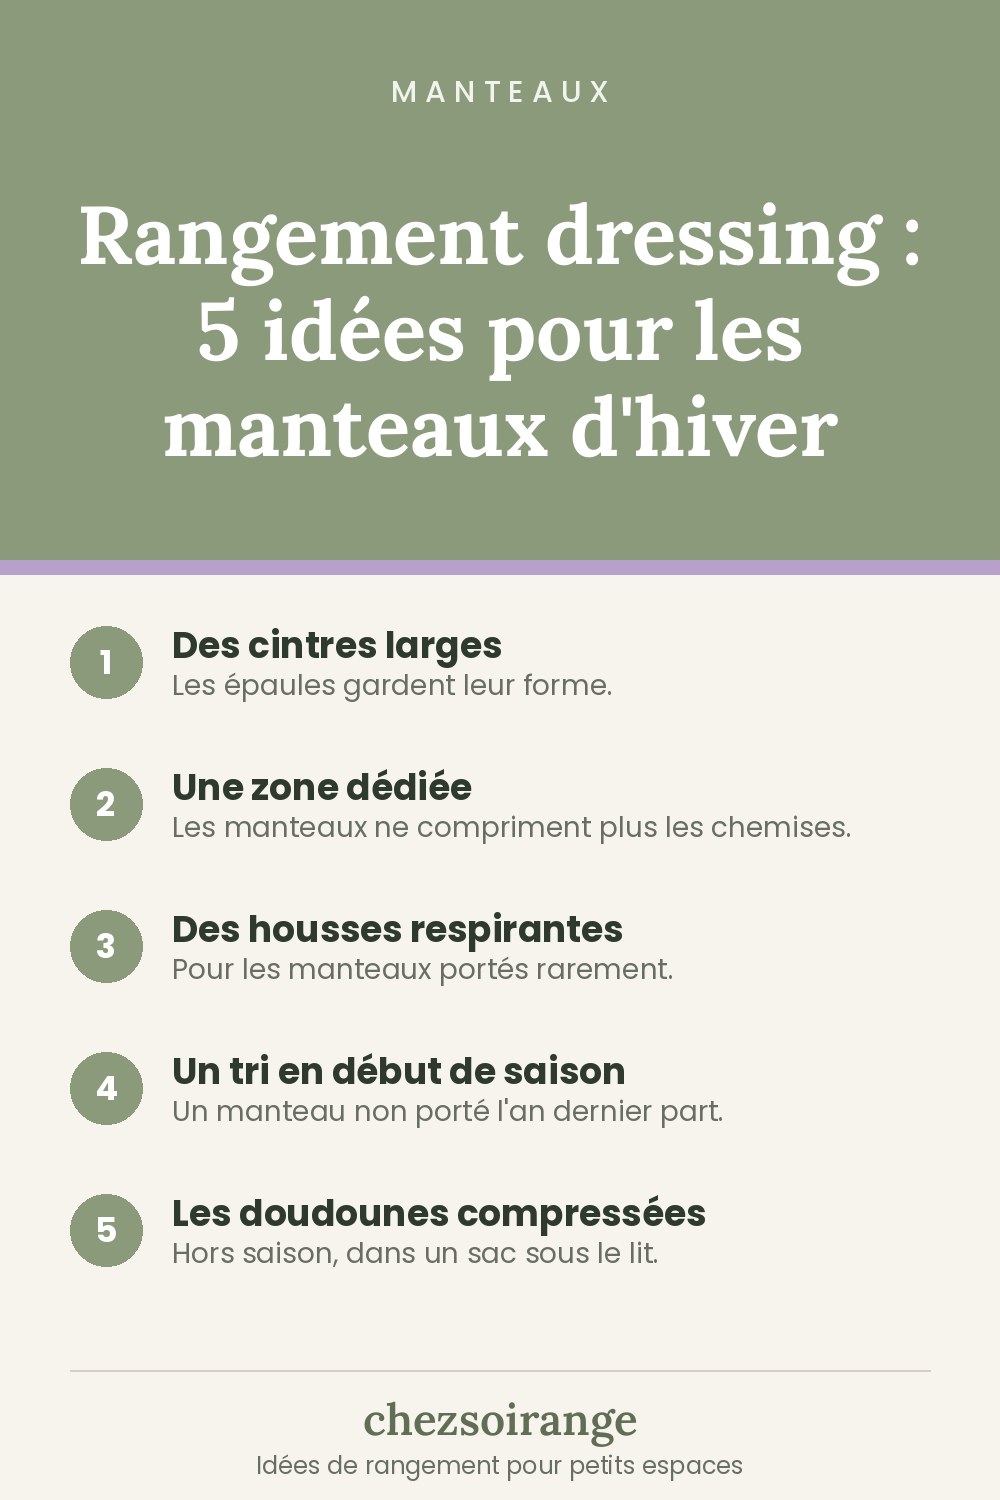 MANTEAUX
Rangement dressing :
5 idées pour les
manteaux d'hiver
1
Des cintres larges
Les épaules gardent leur forme.
2
Une zone dédiée
Les manteaux ne compriment plus les chemises.
3
Des housses respirantes
Pour les manteaux portés rarement.
4
Un tri en début de saison
Un manteau non porté l'an dernier part.
5
Les doudounes compressées
Hors saison, dans un sac sous le lit.
chezsoirange
Idées de rangement pour petits espaces